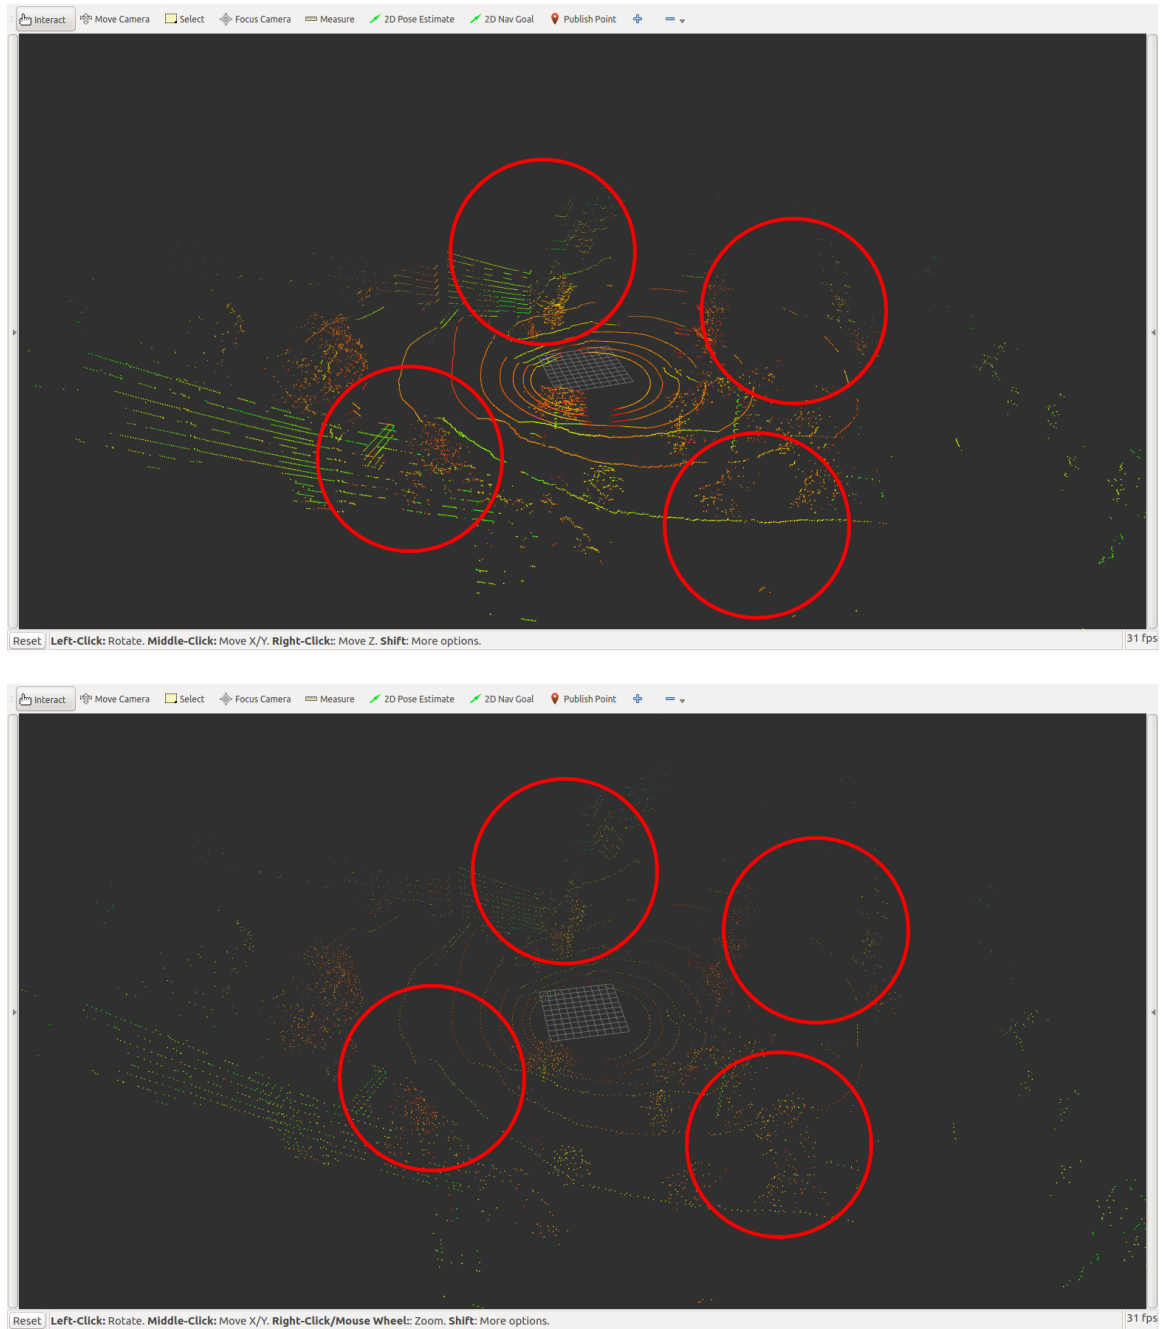 Interact Move Camera Select Focus Camera Measure 2D Pose Estimate 2D Nav Goal Publish Point
Reset Left-Click: Rotate. Middle-Click: Move X/Y. Right-Click:: Move Z. Shift: More options. 31 fps
Interact Move Camera Select Focus Camera Measure 2D Pose Estimate 2D Nav Goal Publish Point
Reset Left-Click: Rotate. Middle-Click: Move X/Y. Right-Click/Mouse Wheel:: Zoom. Shift: More options. 31 fps